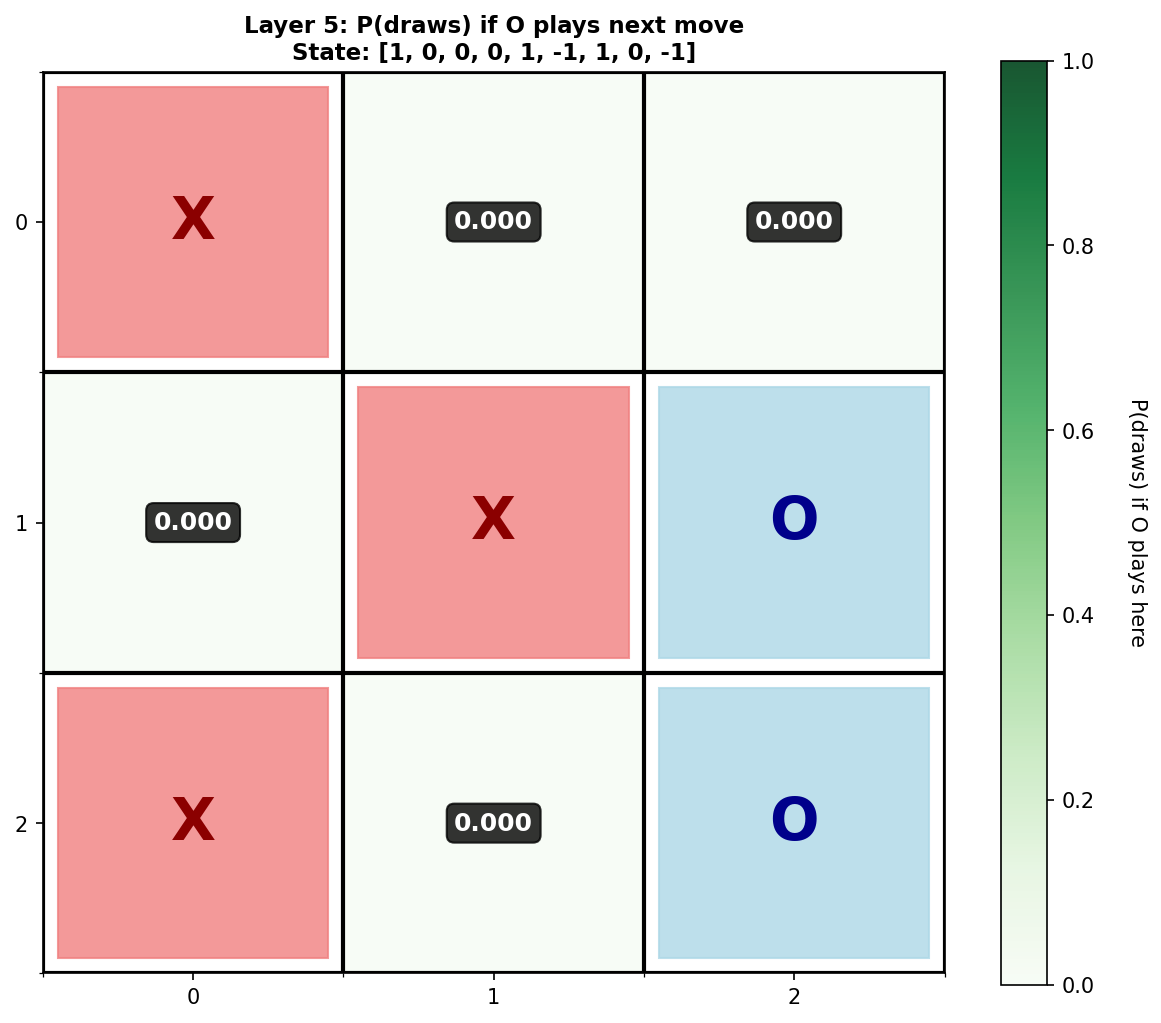 Layer 5: P(draws) if O plays next move
State: [1, 0, 0, 0, 1, -1, 1, 0, -1]
X 0.000 0.000
0.000 X O
X 0.000 O
0
1
2
0 1 2
1.0
0.8
0.6
0.4
0.2
0.0
P(draws) if O plays here